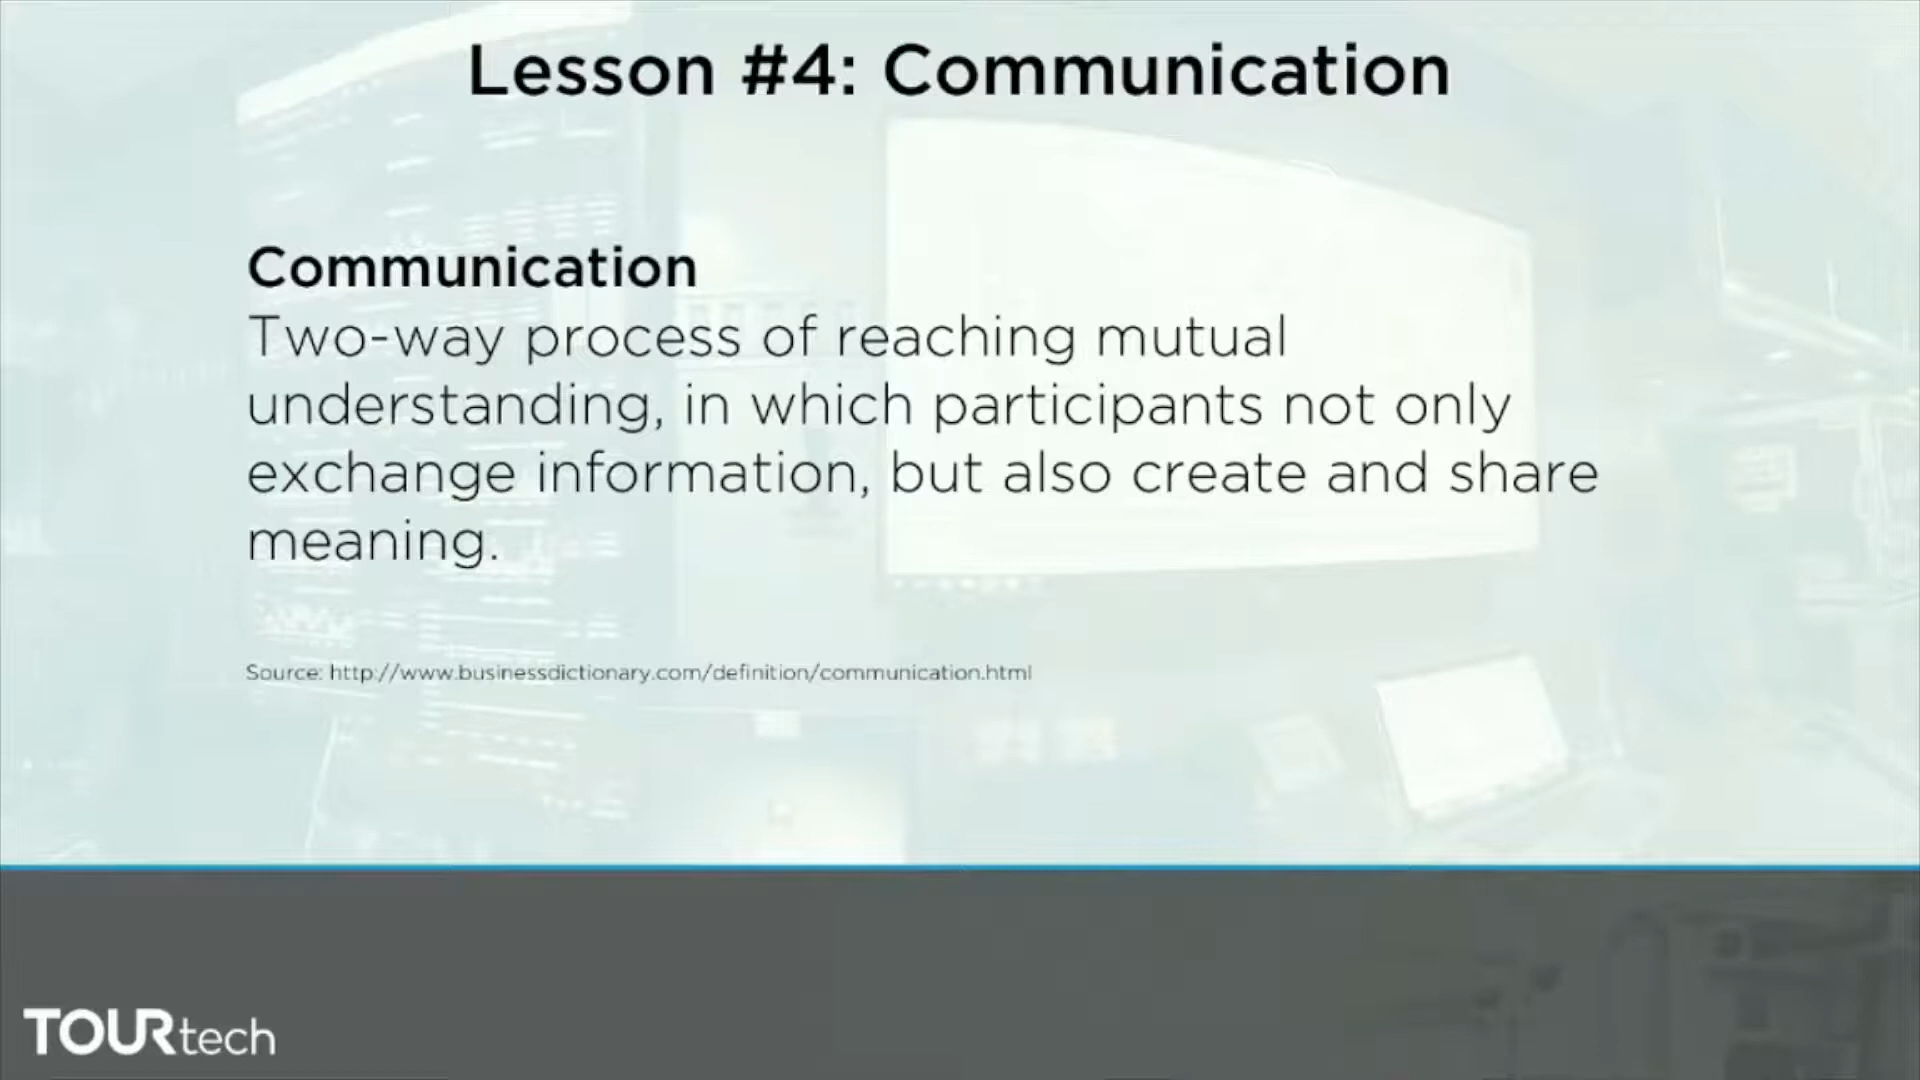 Lesson #4: Communication
Communication
Two-way process of reaching mutual
understanding, in which participants not only
exchange information, but also create and share
meaning.
Source: http://www.businessdictionary.com/definition/communication.html
TOURtech